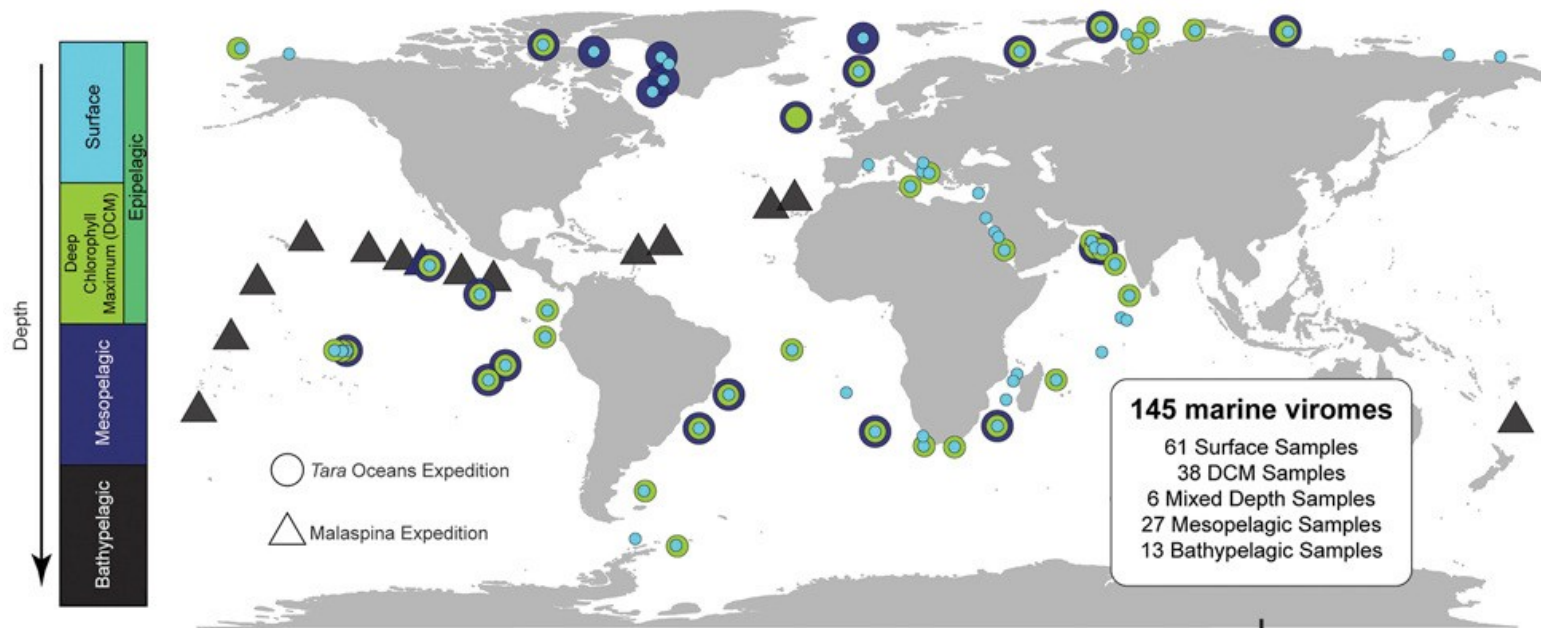 Depth
Surface
Epipelagic
Deep
Chlorophyll
Maximum (DCM)
Mesopelagic
Bathypelagic
Tara Oceans Expedition
Malaspina Expedition
145 marine viromes
61 Surface Samples
38 DCM Samples
6 Mixed Depth Samples
27 Mesopelagic Samples
13 Bathypelagic Samples